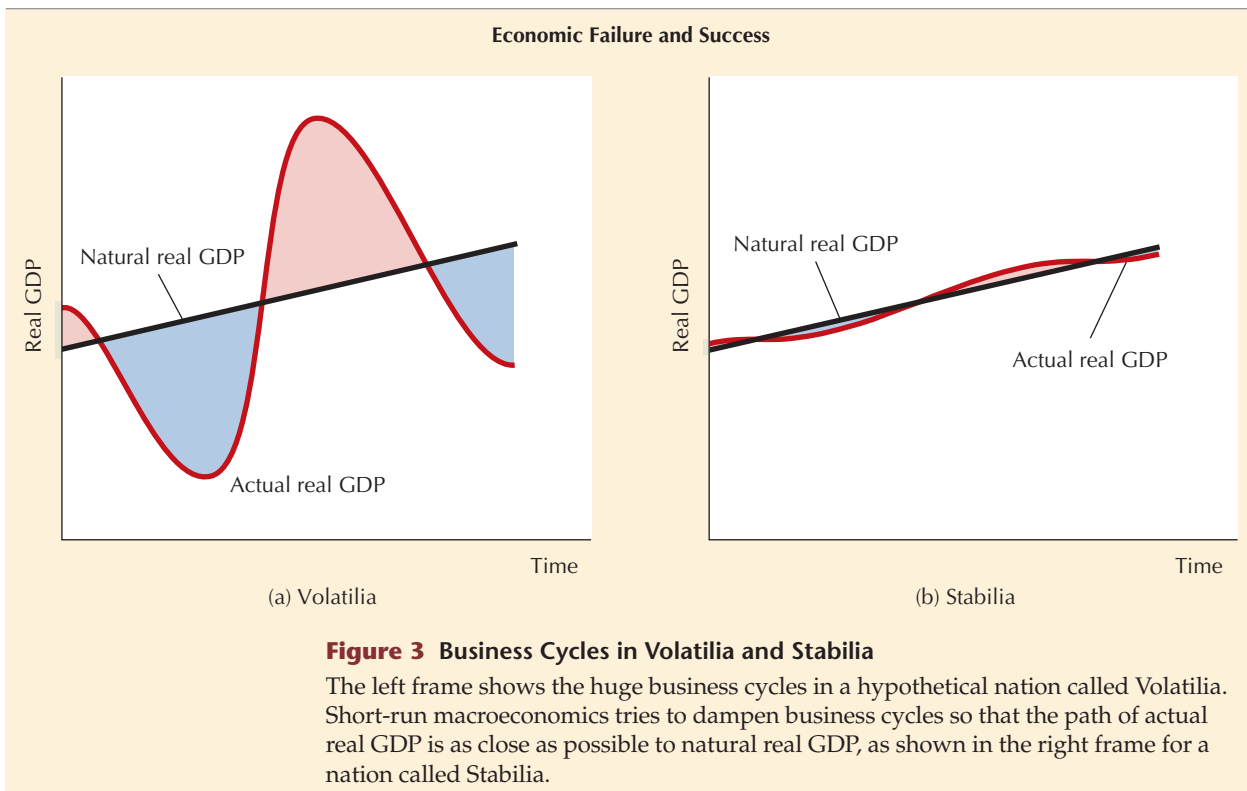 Economic Failure and Success
Real GDP
Natural real GDP
Actual real GDP
Time
(a) Volatilia
Real GDP
Natural real GDP
Actual real GDP
Time
(b) Stabilia
Figure 3 Business Cycles in Volatilia and Stabilia
The left frame shows the huge business cycles in a hypothetical nation called Volatilia.
Short-run macroeconomics tries to dampen business cycles so that the path of actual
real GDP is as close as possible to natural real GDP, as shown in the right frame for a
nation called Stabilia.